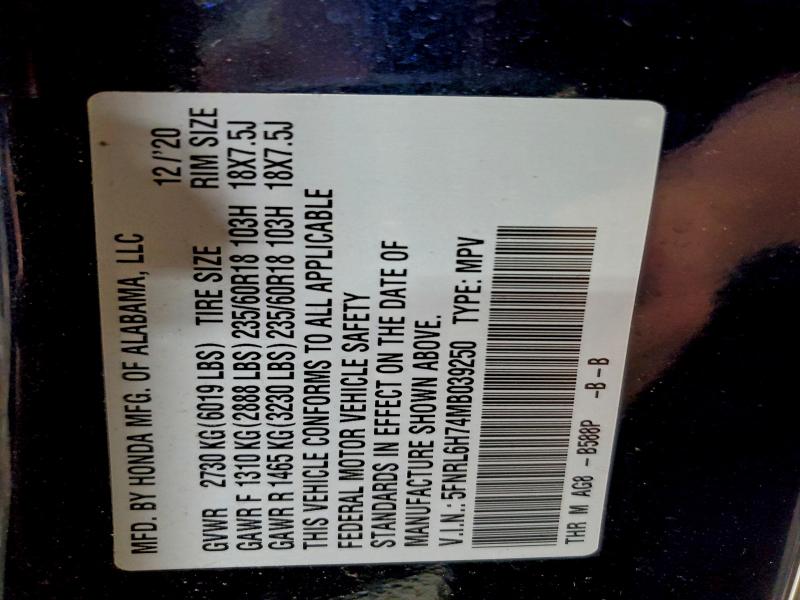 MFD. BY HONDA MFG. OF ALABAMA, LLC 12/'20
GVWR 2730 KG(6019 LBS) TIRE SIZE RIM SIZE
GAWR F 1310 KG(2888 LBS)235/60R18 103H 18X7.5J
GAWR R 1465 KG(3230 LBS)235/60R18 103H 18X7.5J
THIS VEHICLE CONFORMS TO ALL APPLICABLE
FEDERAL MOTOR VEHICLE SAFETY
STANDARDS IN EFFECT ON THE DATE OF
MANUFACTURE SHOWN ABOVE.
V.I.N.: 5FNRL6H74MB039250 TYPE: MPV
THR M AG8 -B588P -B-B